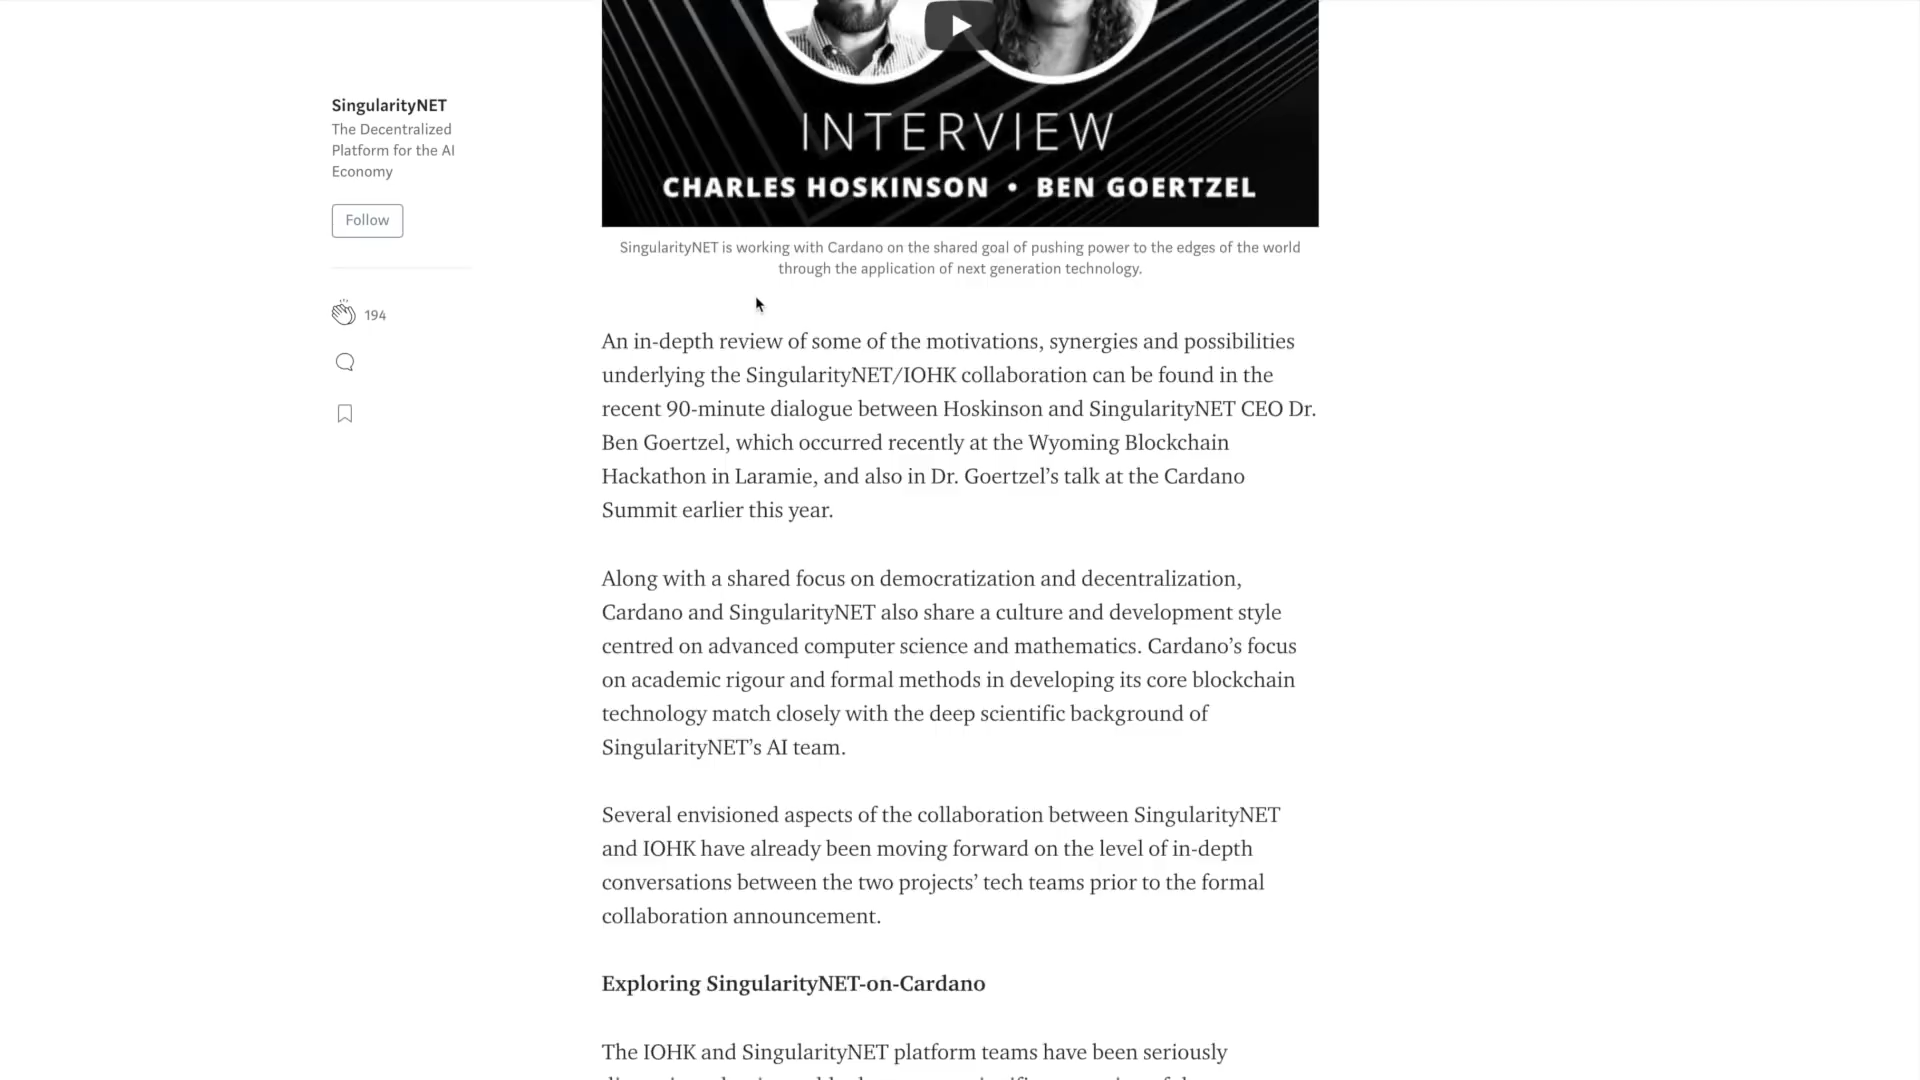 INTERVIEW
CHARLES HOSKINSON • BEN GOERTZEL
SingularityNET
The Decentralized
Platform for the AI
Economy
Follow
194
SingularityNET is working with Cardano on the shared goal of pushing power to the edges of the world
through the application of next generation technology.
An in-depth review of some of the motivations, synergies and possibilities
underlying the SingularityNET/IOHK collaboration can be found in the
recent 90-minute dialogue between Hoskinson and SingularityNET CEO Dr.
Ben Goertzel, which occurred recently at the Wyoming Blockchain
Hackathon in Laramie, and also in Dr. Goertzel’s talk at the Cardano
Summit earlier this year.
Along with a shared focus on democratization and decentralization,
Cardano and SingularityNET also share a culture and development style
centred on advanced computer science and mathematics. Cardano’s focus
on academic rigour and formal methods in developing its core blockchain
technology match closely with the deep scientific background of
SingularityNET’s AI team.
Several envisioned aspects of the collaboration between SingularityNET
and IOHK have already been moving forward on the level of in-depth
conversations between the two projects’ tech teams prior to the formal
collaboration announcement.
Exploring SingularityNET-on-Cardano
The IOHK and SingularityNET platform teams have been seriously